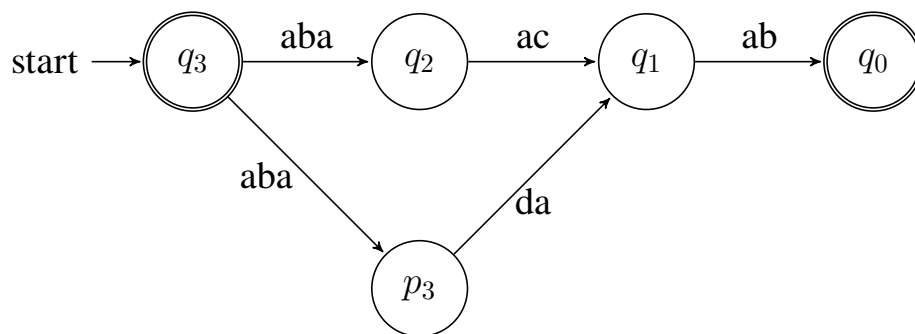 aba ac ab
start q₃ q₂ q₁ q₀
aba da
p₃